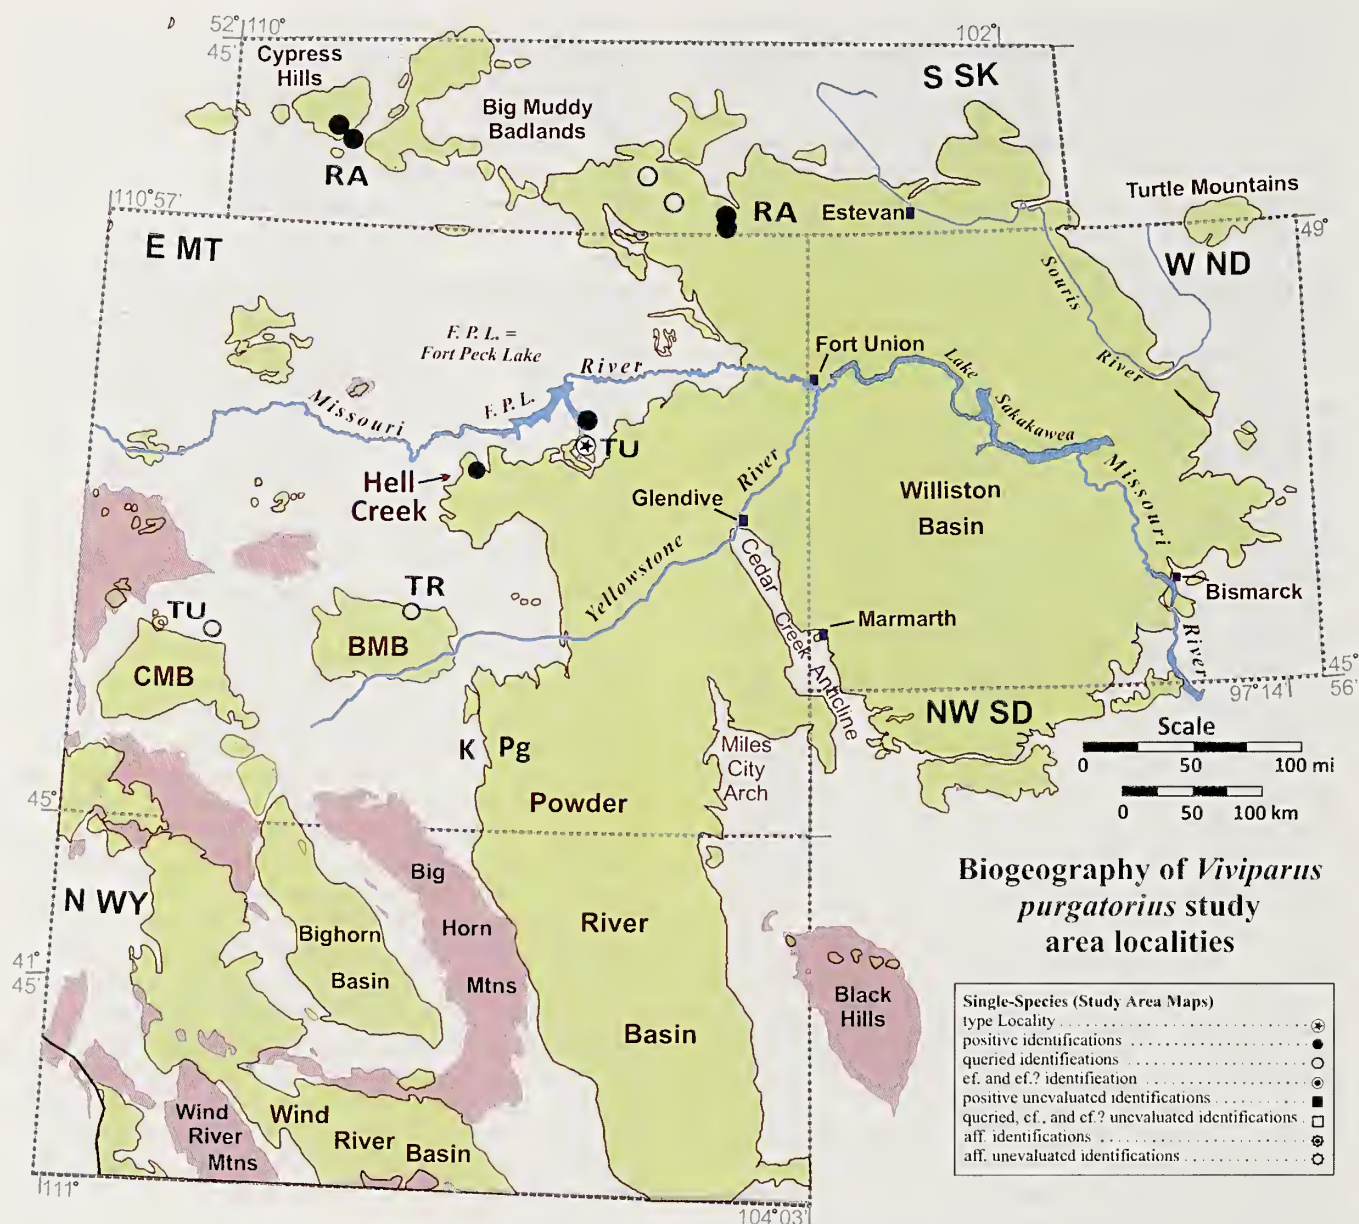 52° 110°
45'
102°
Cypress
Hills
S SK
Big Muddy
Badlands
RA
110°57'
RA
Estevan
Turtle Mountains
49°
E MT
W ND
Souris
River
F. P. L. =
Fort Peck Lake
River
Fort Union
Lake
Sakakawea
Missouri
F. P. L.
TU
Hell
Creek
River
Glendive
Williston
Basin
Missouri
River
Yellowstone
Cedar
Creek
Anticline
TR
TU
BMB
CMB
Marmarth
Bismarck
45°
56'
97°14'
NW SD
K Pg
Miles
City
Arch
Scale
0 50 100 mi
0 50 100 km
45°
Powder
Big
Horn
Mtns
N WY
River
Bighorn
Basin
41°
45'
Basin
Black
Hills
Wind
River
Mtns
Wind
River
Basin
111°
104°03'
Biogeography of Viviparus
purgatorius study
area localities
Single-Species (Study Area Maps)
type Locality
positive identifications
queried identifieations
ef. and ef.? identification
positive unevaluated identifications
queried, ef., and ef.? unevaluated identifications
aff. identifications
aff. unevaluated identifications